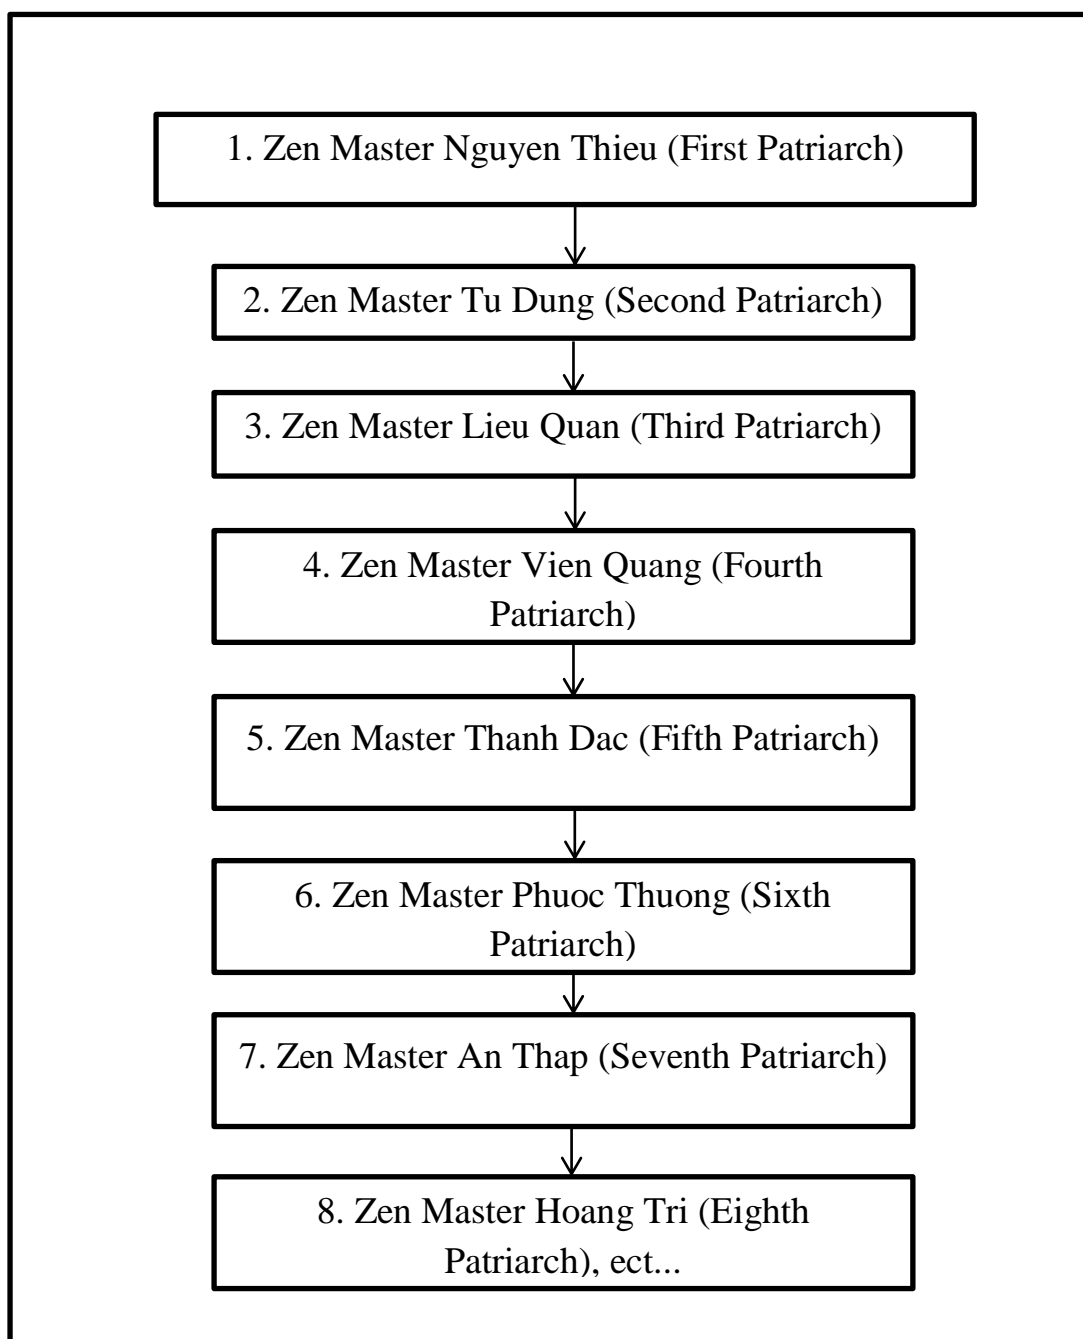 1. Zen Master Nguyen Thieu (First Patriarch)
2. Zen Master Tu Dung (Second Patriarch)
3. Zen Master Lieu Quan (Third Patriarch)
4. Zen Master Vien Quang (Fourth
Patriarch)
5. Zen Master Thanh Dac (Fifth Patriarch)
6. Zen Master Phuoc Thuong (Sixth
Patriarch)
7. Zen Master An Thap (Seventh Patriarch)
8. Zen Master Hoang Tri (Eighth
Patriarch), ect...